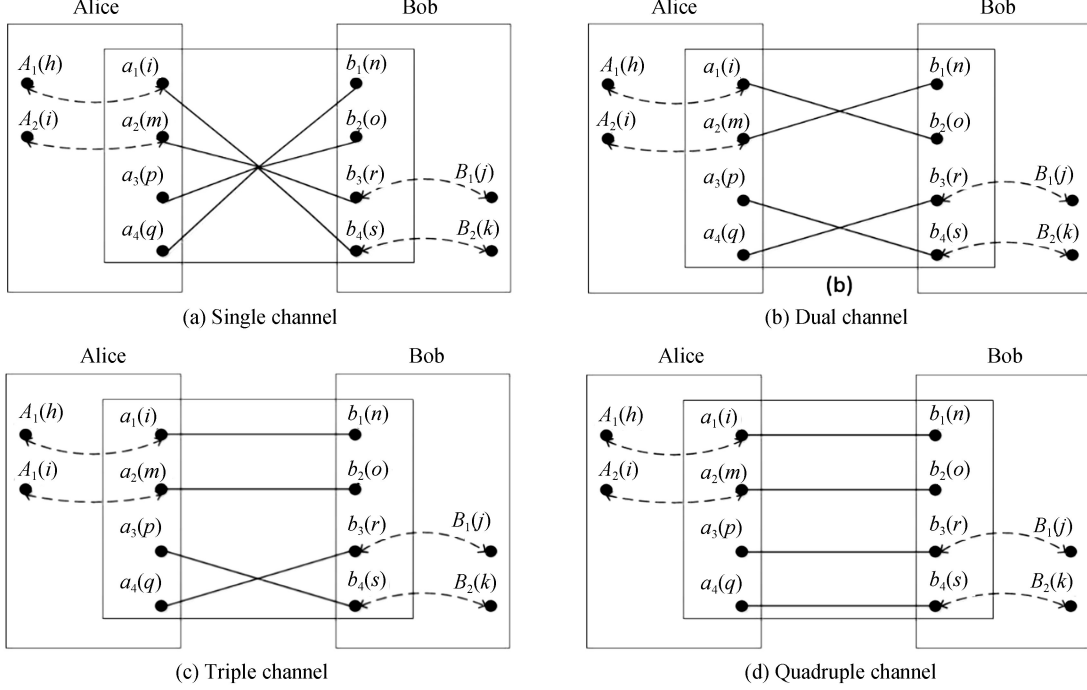 Alice
Bob
A₁(h)
a₁(i)
b₁(n)
A₂(i)
a₂(m)
b₂(o)
a₃(p)
b₃(r)
B₁(j)
a₄(q)
b₄(s)
B₂(k)
(a) Single channel
Alice
Bob
A₁(h)
a₁(i)
b₁(n)
A₂(i)
a₂(m)
b₂(o)
a₃(p)
b₃(r)
B₁(j)
a₄(q)
b₄(s)
B₂(k)
(b)
(b) Dual channel
Alice
Bob
A₁(h)
a₁(i)
b₁(n)
A₁(i)
a₂(m)
b₂(o)
a₃(p)
b₃(r)
B₁(j)
a₄(q)
b₄(s)
B₂(k)
(c) Triple channel
Alice
Bob
A₁(h)
a₁(i)
b₁(n)
A₂(i)
a₂(m)
b₂(o)
a₃(p)
b₃(r)
B₁(j)
a₄(q)
b₄(s)
B₂(k)
(d) Quadruple channel